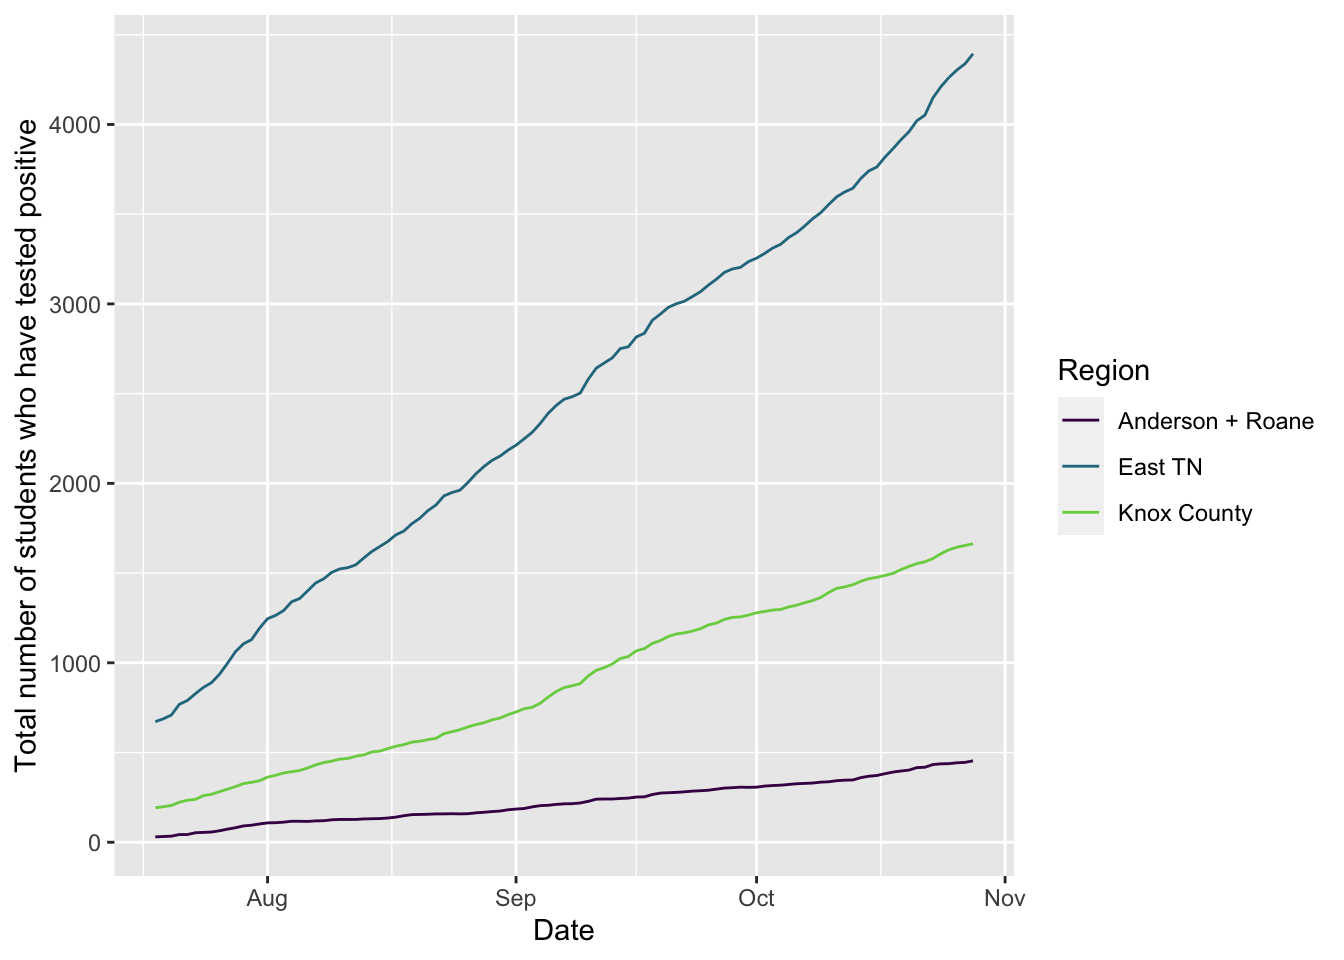 Total number of students who have tested positive
4000
3000
2000
1000
0
Aug
Sep
Oct
Nov
Date
Region
Anderson + Roane
East TN
Knox County